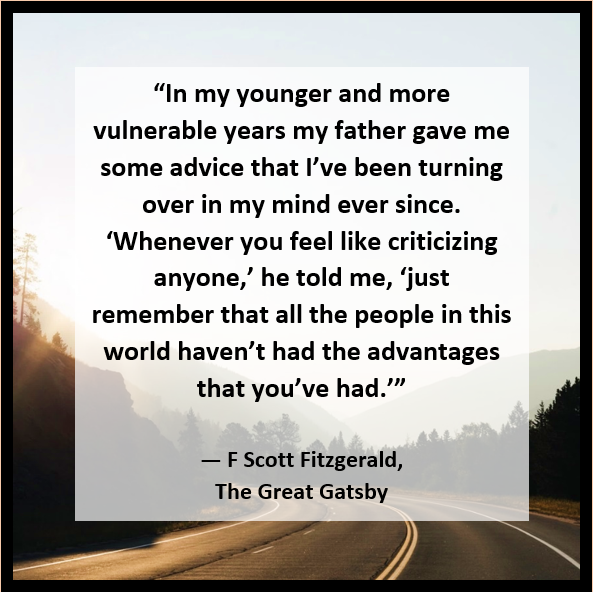 “In my younger and more
vulnerable years my father gave me
some advice that I’ve been turning
over in my mind ever since.
‘Whenever you feel like criticizing
anyone,’ he told me, ‘just
remember that all the people in this
world haven’t had the advantages
that you’ve had.’”
— F Scott Fitzgerald,
The Great Gatsby